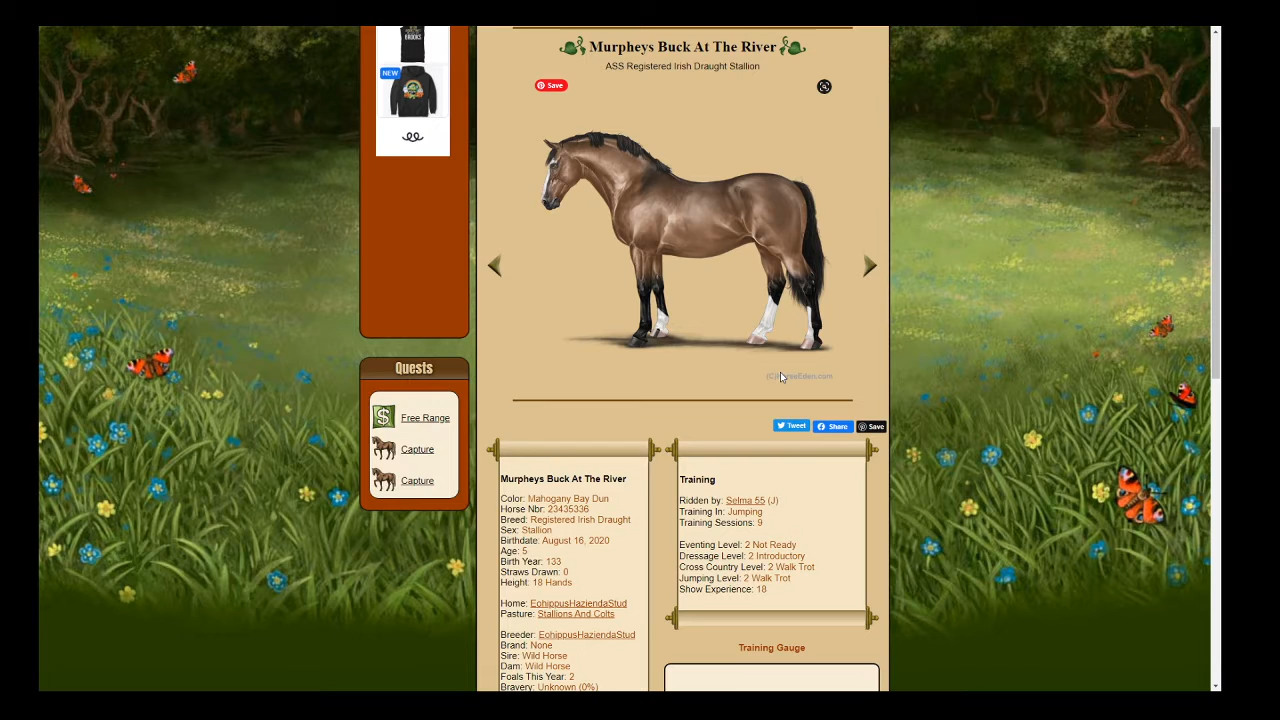 BROOKS
NEW
Murpheys Buck At The River
ASS Registered Irish Draught Stallion
Save
Quests
Free Range
Capture
Capture
(C)HorseEden.com
Tweet
Share
Save
Murpheys Buck At The River
Color: Mahogany Bay Dun
Horse Nbr: 23435336
Breed: Registered Irish Draught
Sex: Stallion
Birthdate: August 16, 2020
Age: 5
Birth Year: 133
Straws Drawn: 0
Height: 18 Hands
Home: EohippusHaziendaStud
Pasture: Stallions And Colts
Breeder: EohippusHaziendaStud
Brand: None
Sire: Wild Horse
Dam: Wild Horse
Foals This Year: 2
Bravery: Unknown (0%)
Training
Ridden by: Selma 55 (J)
Training In: Jumping
Training Sessions: 9
Eventing Level: 2 Not Ready
Dressage Level: 2 Introductory
Cross Country Level: 2 Walk Trot
Jumping Level: 2 Walk Trot
Show Experience: 18
Training Gauge